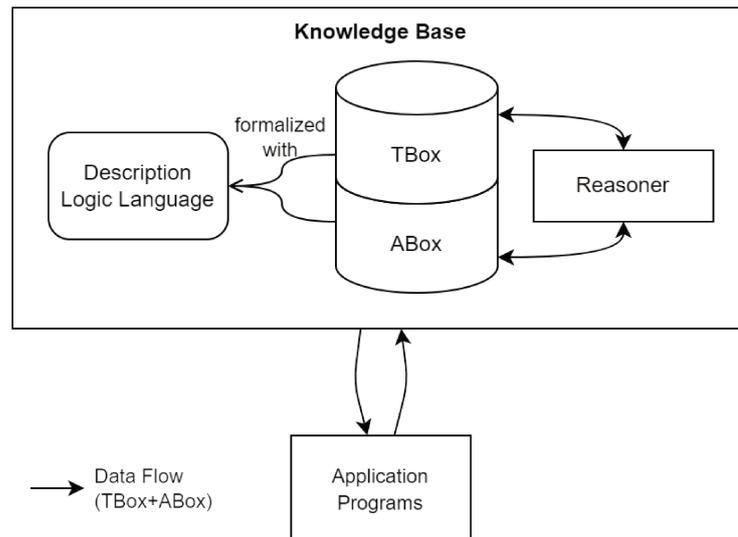 Knowledge Base
formalized
with
TBox
Description
Logic Language
Reasoner
ABox
Data Flow
(TBox+ABox)
Application
Programs